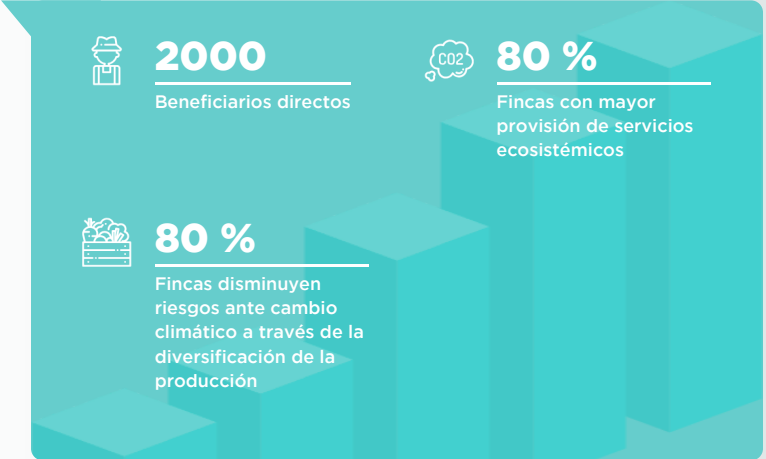 2000
Beneficiarios directos
CO2
80 %
Fincas con mayor
provisión de servicios
ecosistémicos
80 %
Fincas disminuyen
riesgos ante cambio
climático a través de la
diversificación de la
producción